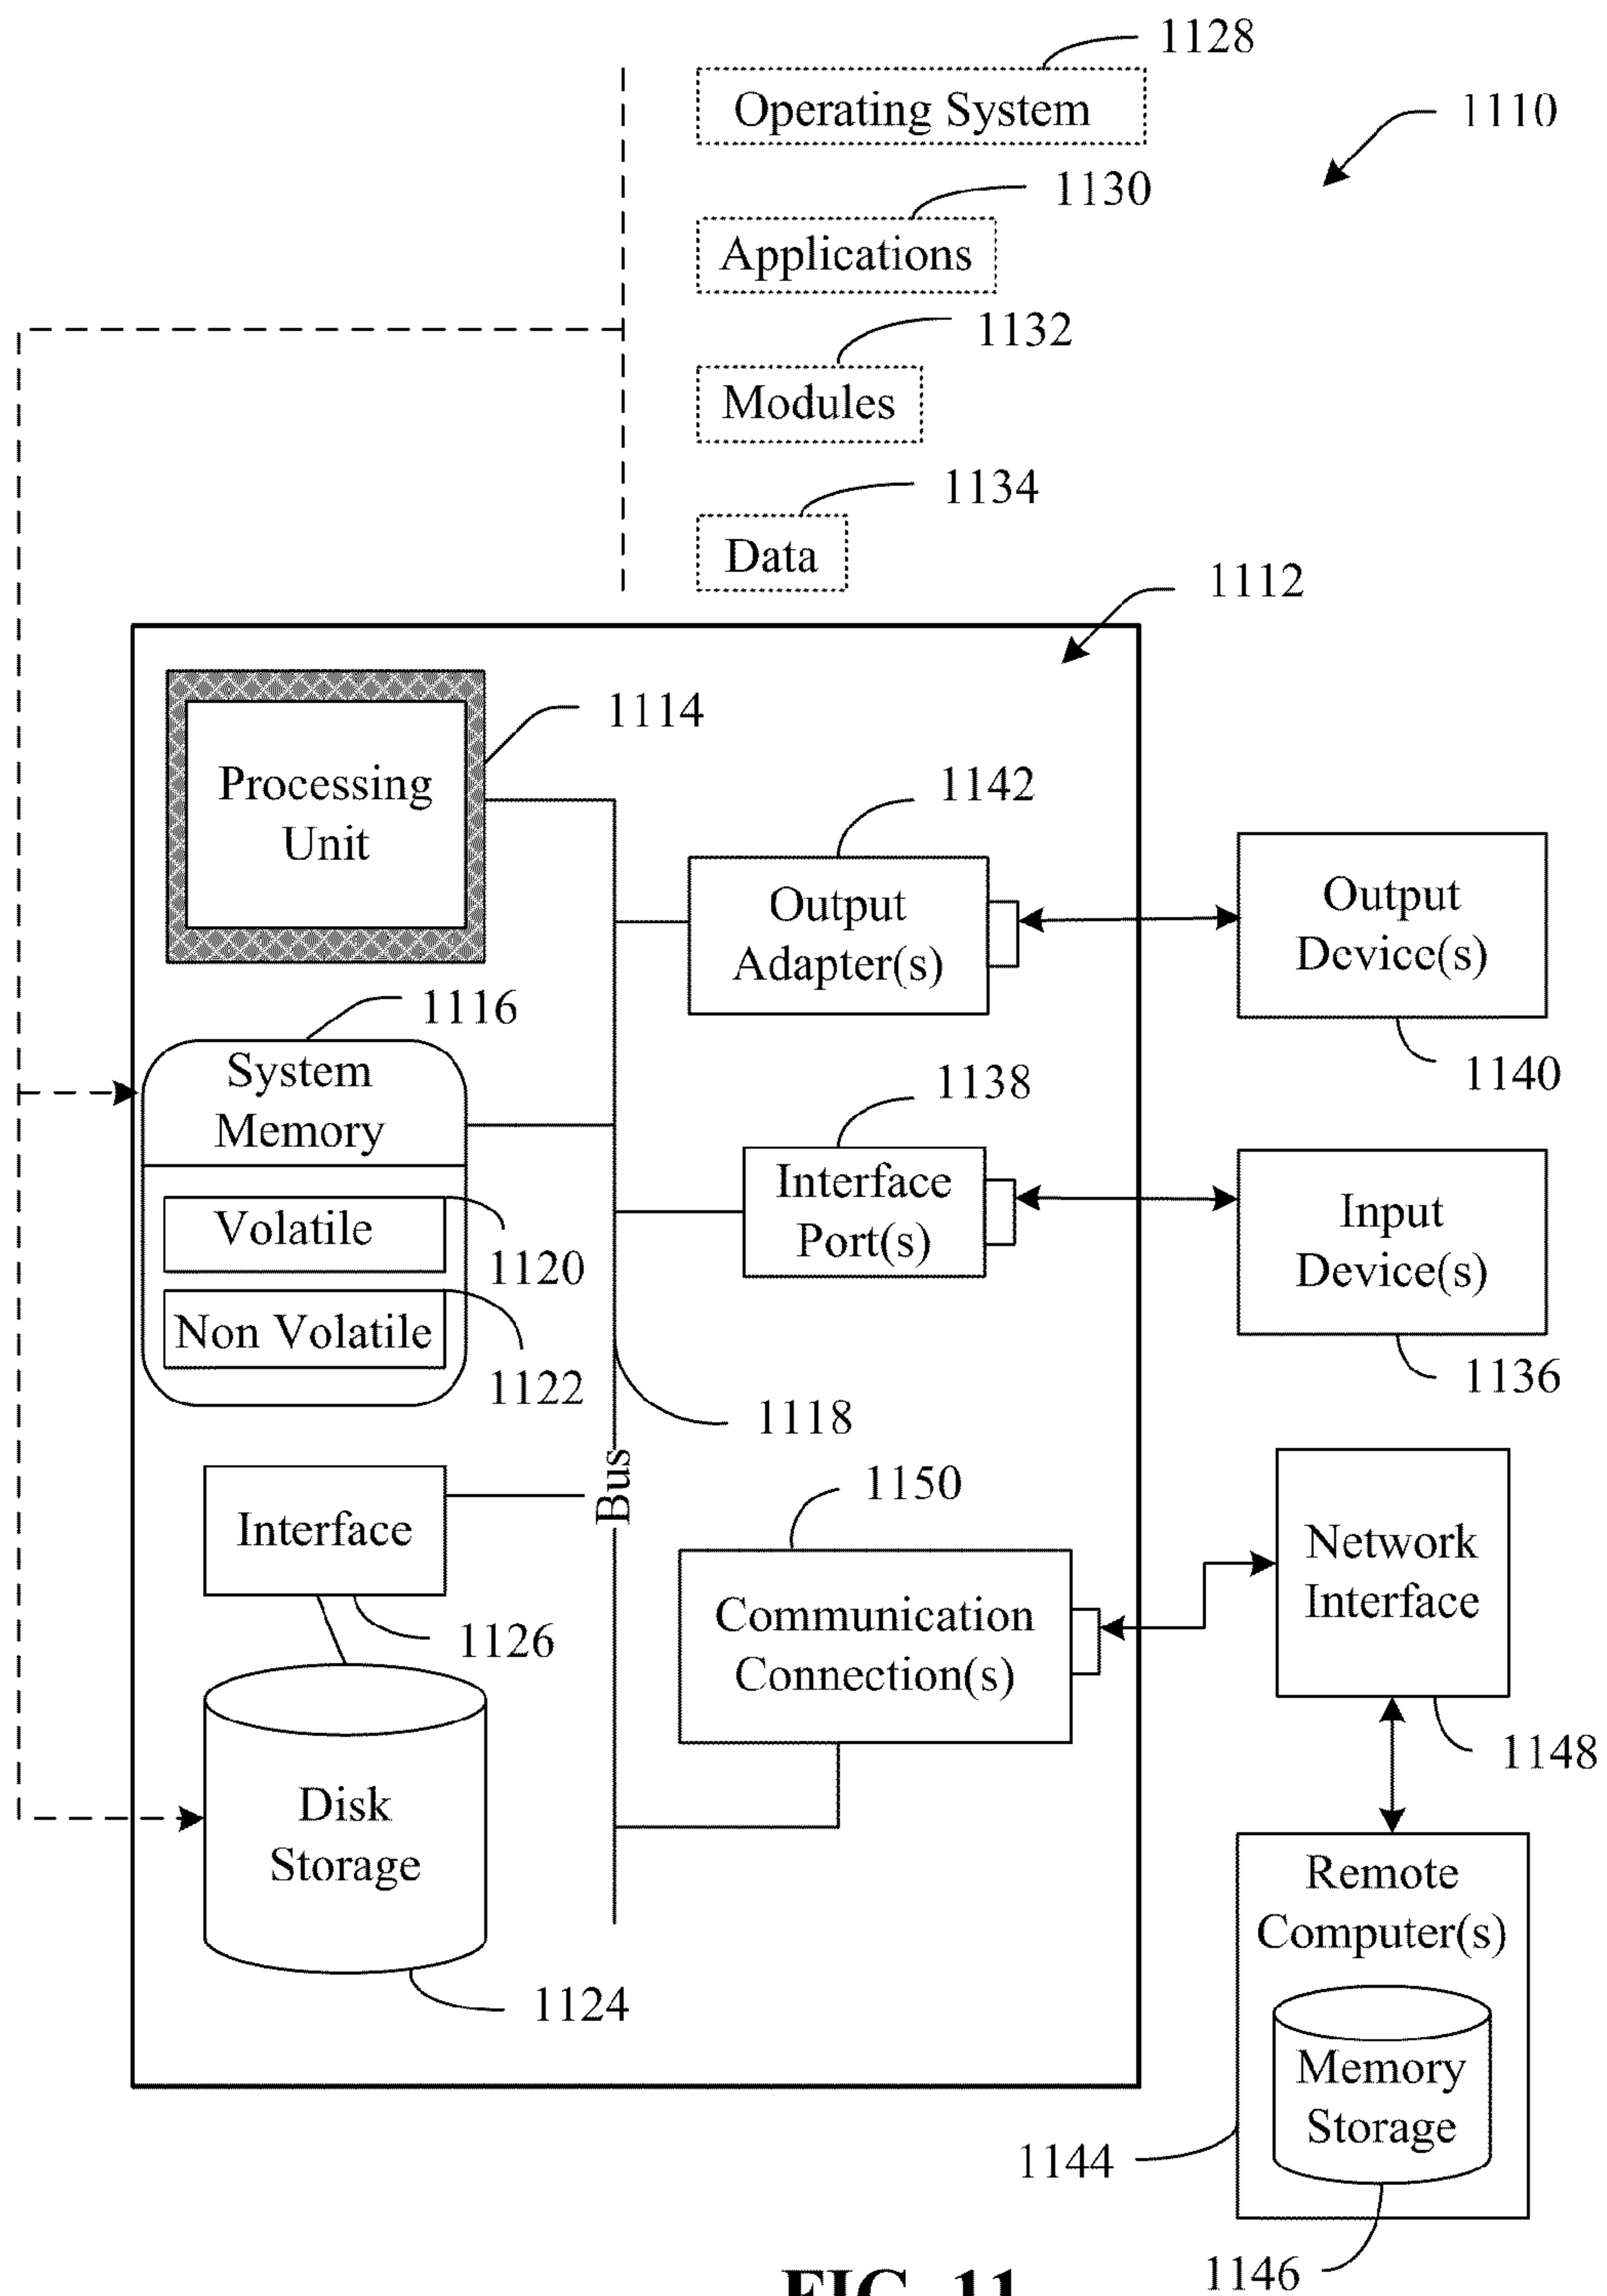 1128
Operating System
1110
1130
Applications
1132
Modules
1134
Data
1112
1114
Processing
Unit
1142
Output
Adapter(s)
Output
Device(s)
1140
1116
System
Memory
1138
Interface
Port(s)
Input
Device(s)
1136
Volatile
1120
Non Volatile
1122
1118
Bus
1150
Interface
1126
Communication
Connection(s)
Network
Interface
1148
Disk
Storage
1124
Remote
Computer(s)
Memory
Storage
1144
1146
FIG. 11